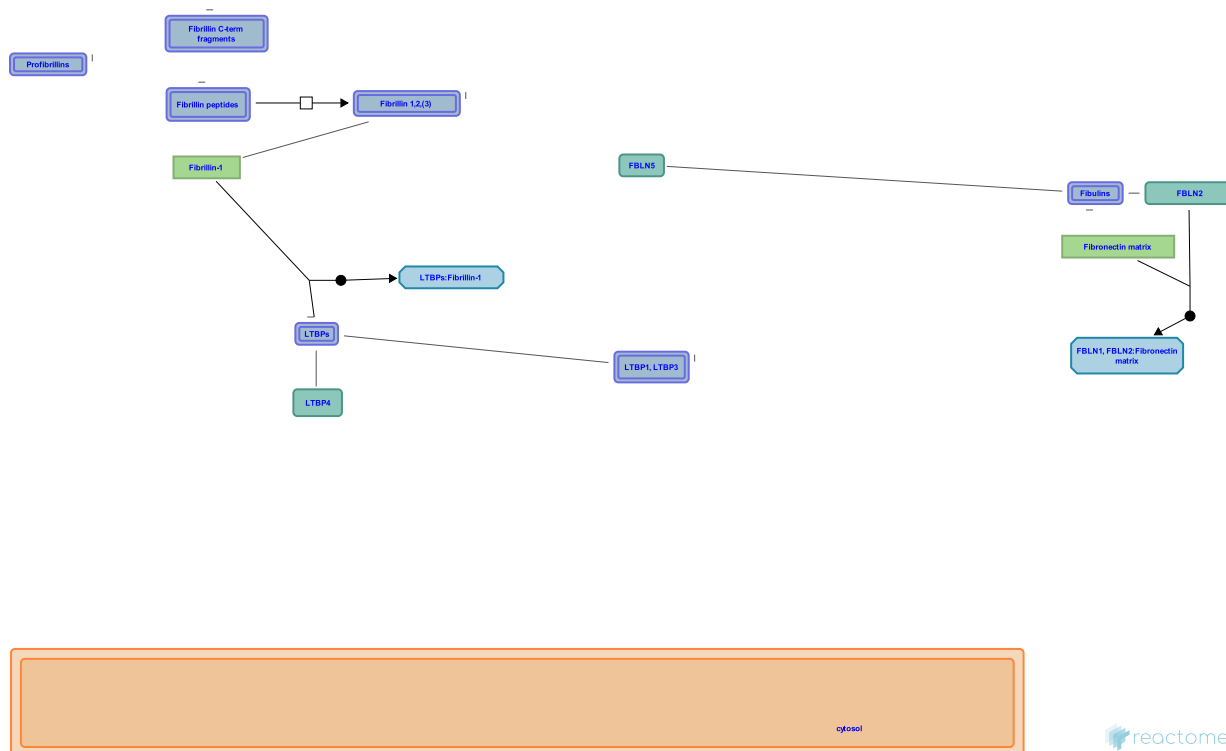 Fibrillin C-term
fragments
Profibrillins
Fibrillin peptides
Fibrillin 1,2,(3)
Fibrillin-1
FBLN5
Fibulins
FBLN2
Fibronectin matrix
LTBPs:Fibrillin-1
LTBPs
LTBP1, LTBP3
FBLN1, FBLN2:Fibronectin
matrix
LTBP4
cytosol
reactome